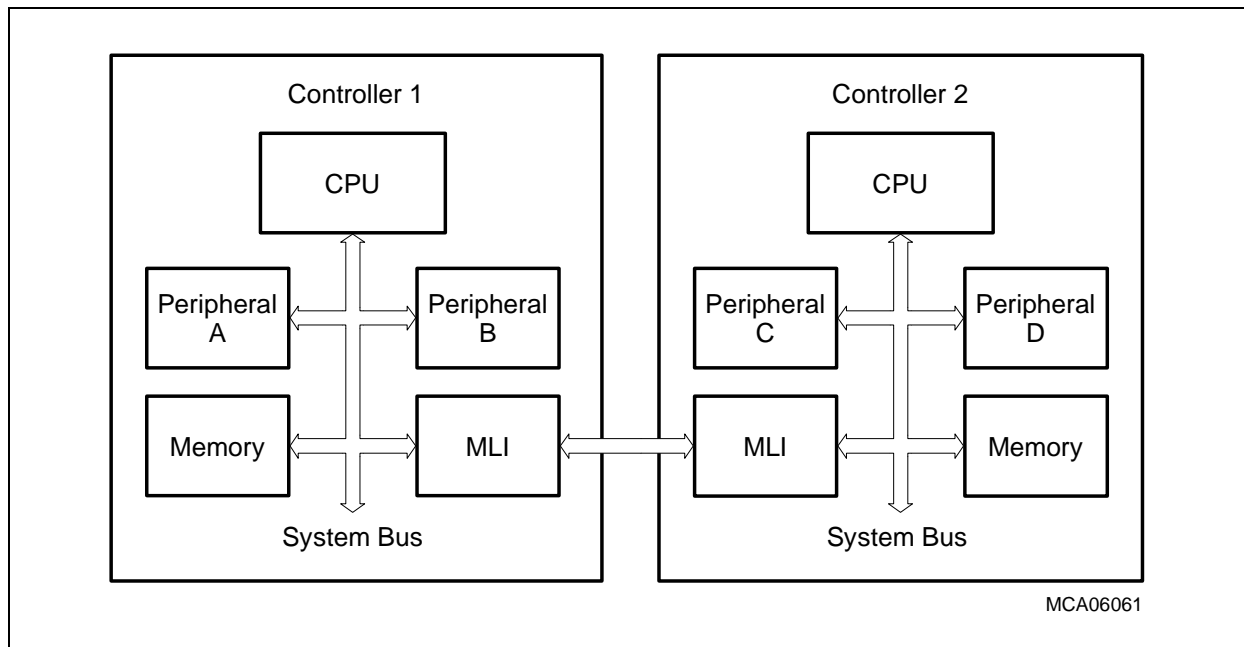 Controller 1
CPU
Peripheral
A
Peripheral
B
Memory
MLI
System Bus
Controller 2
CPU
Peripheral
C
Peripheral
D
MLI
Memory
System Bus
MCA06061